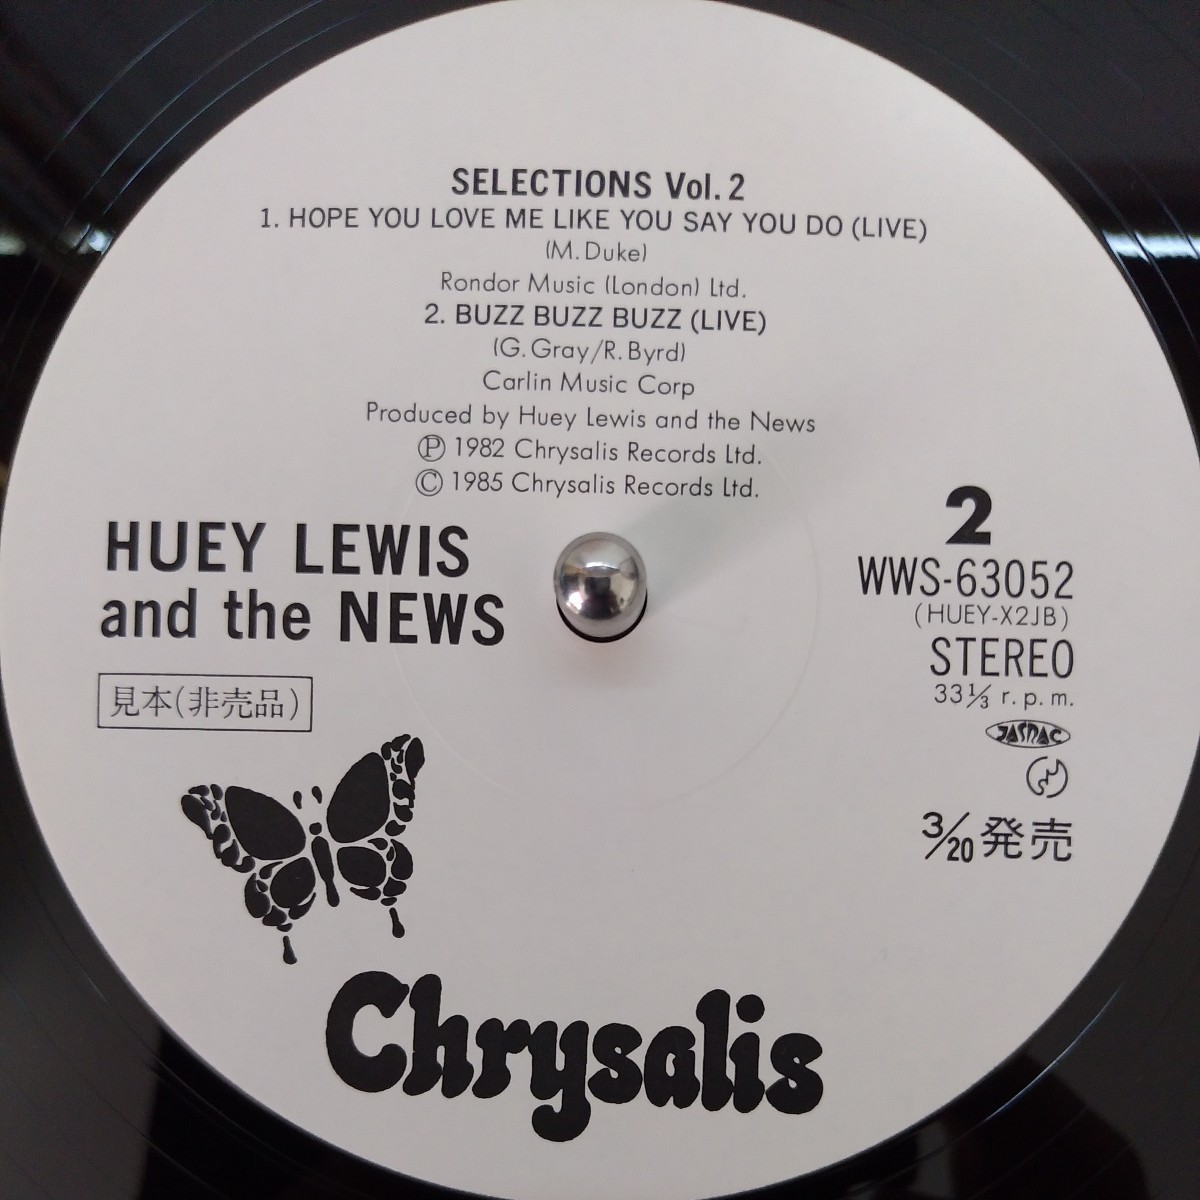 SELECTIONS Vol. 2
1. HOPE YOU LOVE ME LIKE YOU SAY YOU DO (LIVE)
(M. Duke)
Rondor Music (London) Ltd.
2. BUZZ BUZZ BUZZ (LIVE)
(G. Gray/R. Byrd)
Carlin Music Corp
Produced by Huey Lewis and the News
Ⓟ 1982 Chrysalis Records Ltd.
© 1985 Chrysalis Records Ltd.
HUEY LEWIS
and the NEWS
見本(非売品)
2
WWS-63052
(HUEY-X2JB)
STEREO
33⅓ r.p.m.
JASRAC
3/20発売
Chrysalis